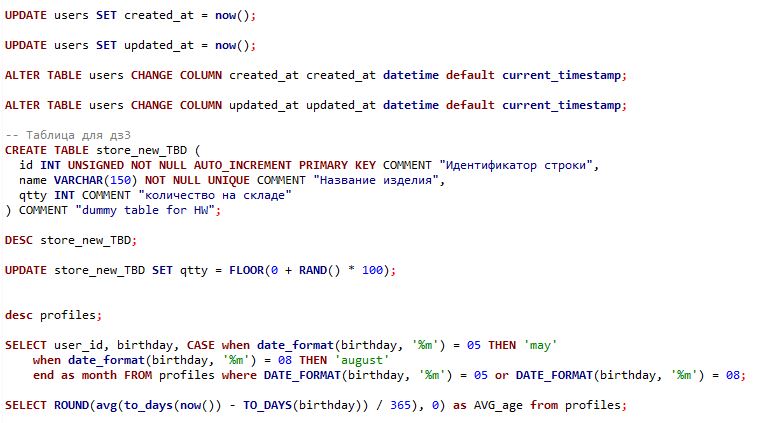 UPDATE users SET created_at = now();
UPDATE users SET updated_at = now();
ALTER TABLE users CHANGE COLUMN created_at created_at datetime default current_timestamp;
ALTER TABLE users CHANGE COLUMN updated_at updated_at datetime default current_timestamp;
-- Таблица для дз3
CREATE TABLE store_new_TBD (
id INT UNSIGNED NOT NULL AUTO_INCREMENT PRIMARY KEY COMMENT "Идентификатор строки",
name VARCHAR(150) NOT NULL UNIQUE COMMENT "Название изделия",
qtty INT COMMENT "количество на складе"
) COMMENT "dummy table for HW";
DESC store_new_TBD;
UPDATE store_new_TBD SET qtty = FLOOR(0 + RAND() * 100);
desc profiles;
SELECT user_id, birthday, CASE when date_format(birthday, '%m') = 05 THEN 'may'
when date_format(birthday, '%m') = 08 THEN 'august'
end as month FROM profiles where DATE_FORMAT(birthday, '%m') = 05 or DATE_FORMAT(birthday, '%m') = 08;
SELECT ROUND(avg(to_days(now()) - TO_DAYS(birthday)) / 365), 0) as AVG_age from profiles;